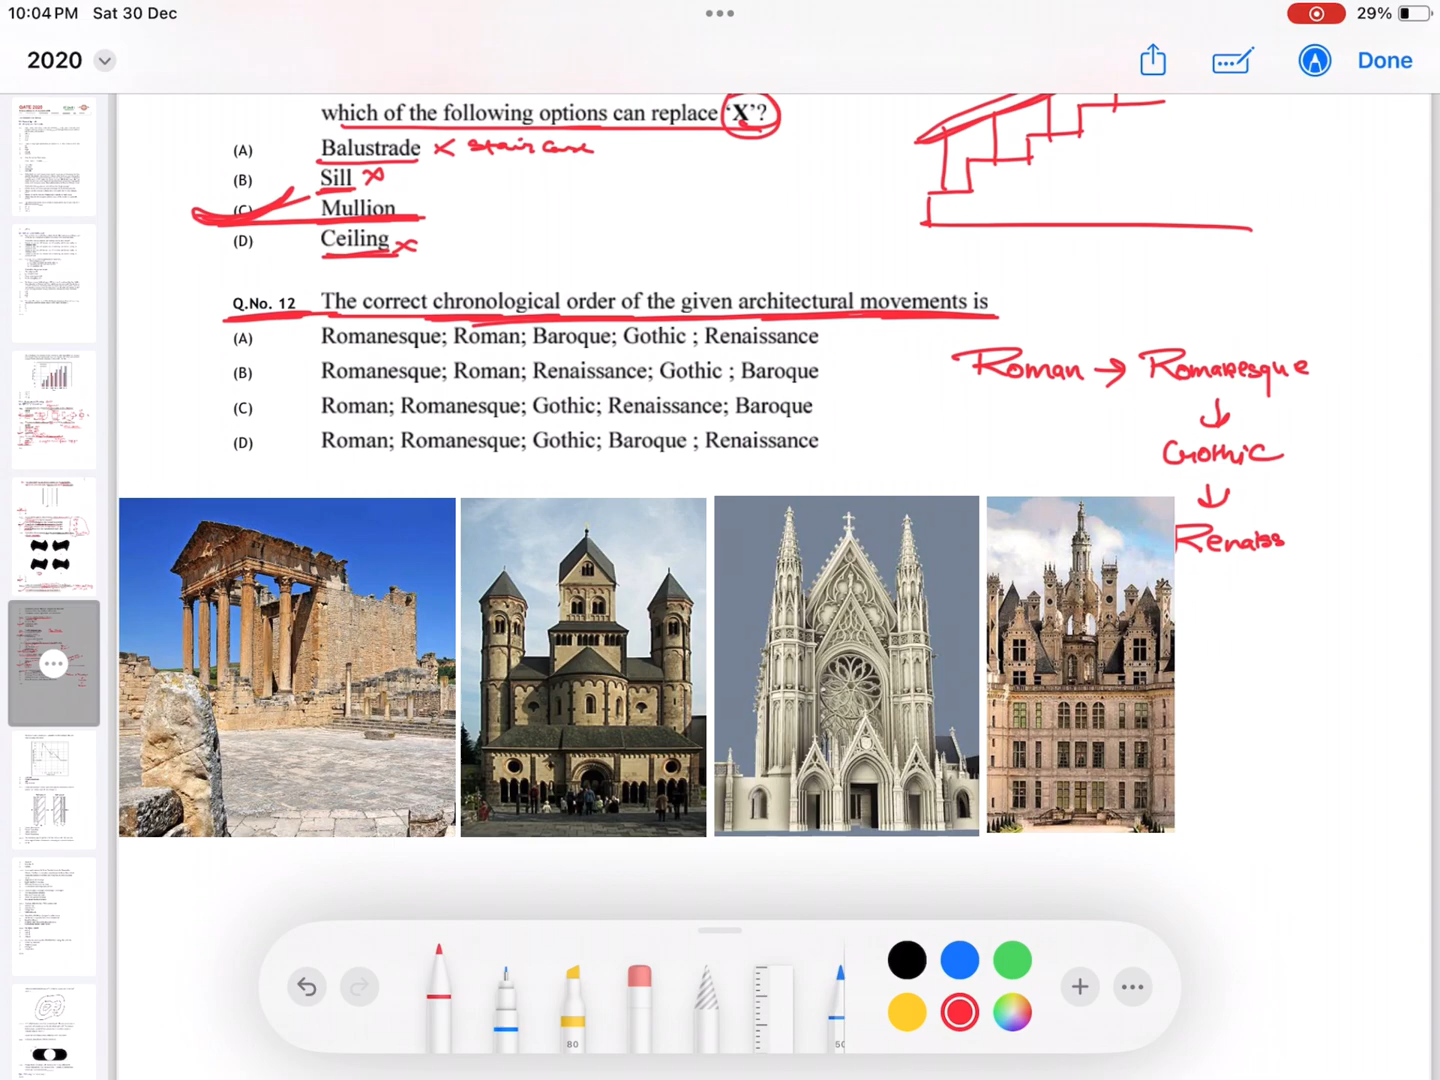 10:04 PM Sat 30 Dec
29%
2020
Done
which of the following options can replace 'X'?
(A) Balustrade × staircase
(B) Sill ×
(C) Mullion
(D) Ceiling ×
Q.No. 12 The correct chronological order of the given architectural movements is
(A) Romanesque; Roman; Baroque; Gothic ; Renaissance
(B) Romanesque; Roman; Renaissance; Gothic ; Baroque
(C) Roman; Romanesque; Gothic; Renaissance; Baroque
(D) Roman; Romanesque; Gothic; Baroque ; Renaissance
Roman → Romanesque
↓
Gothic
↓
Renaiss
80
50